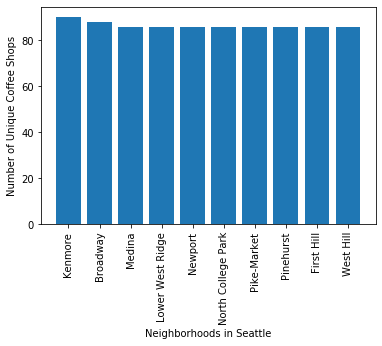 Number of Unique Coffee Shops
80
60
40
20
0
Kenmore
Broadway
Medina
Lower West Ridge
Newport
North College Park
Pike-Market
Pinehurst
First Hill
West Hill
Neighborhoods in Seattle